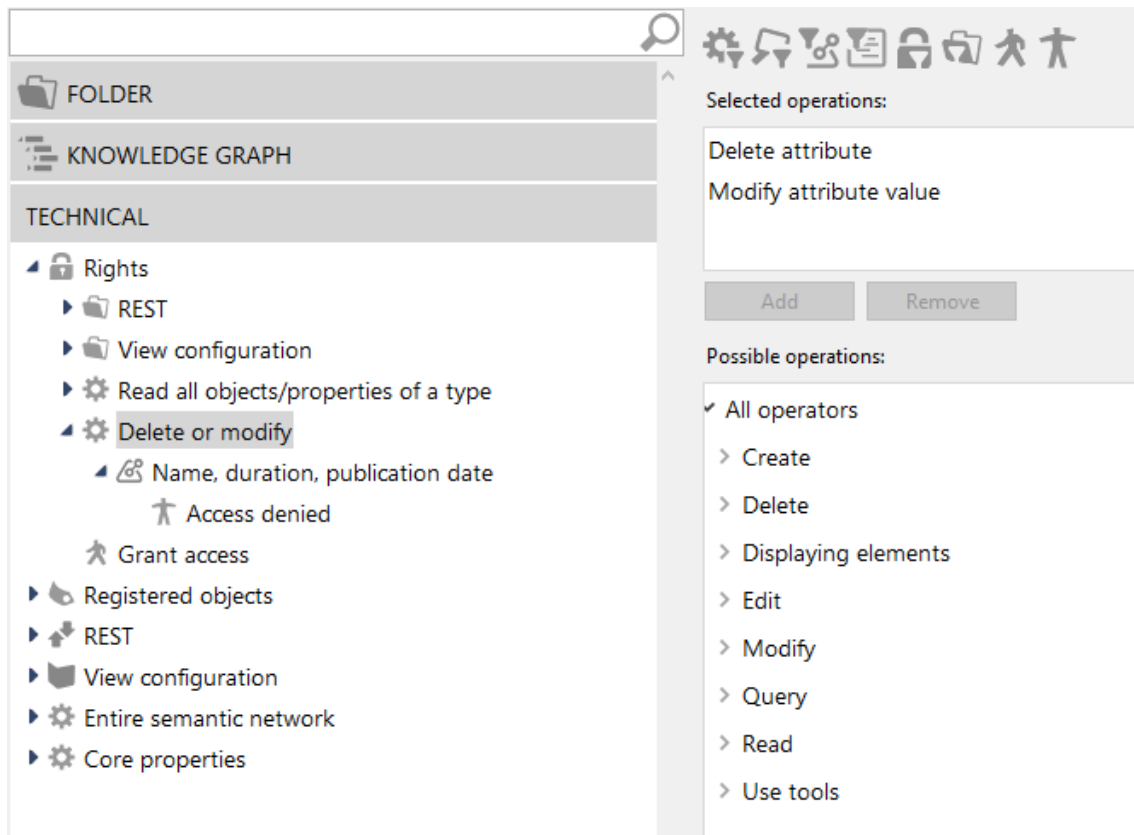 FOLDER
KNOWLEDGE GRAPH
TECHNICAL
Rights
REST
View configuration
Read all objects/properties of a type
Delete or modify
Name, duration, publication date
Access denied
Grant access
Registered objects
REST
View configuration
Entire semantic network
Core properties
Selected operations:
Delete attribute
Modify attribute value
Add
Remove
Possible operations:
All operators
Create
Delete
Displaying elements
Edit
Modify
Query
Read
Use tools